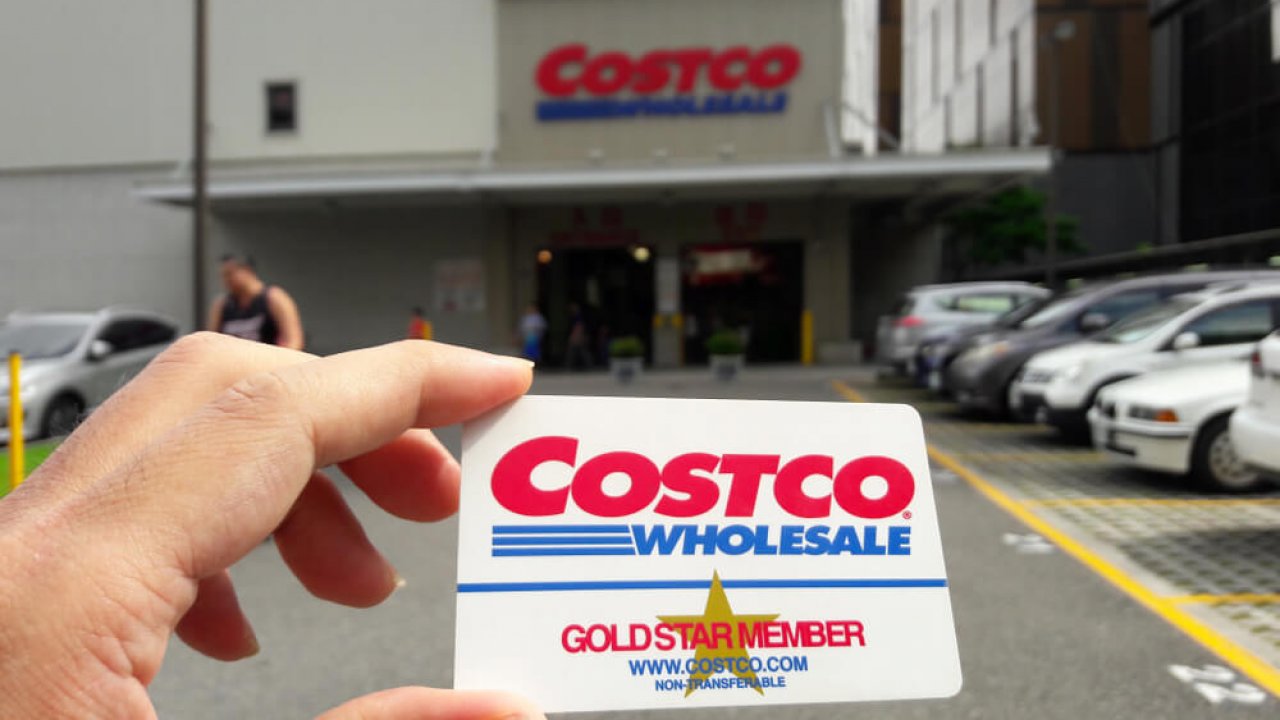 COSTCO
WHOLESALE
COSTCO
WHOLESALE
GOLD STAR MEMBER
WWW.COSTCO.COM
NON-TRANSFERABLE